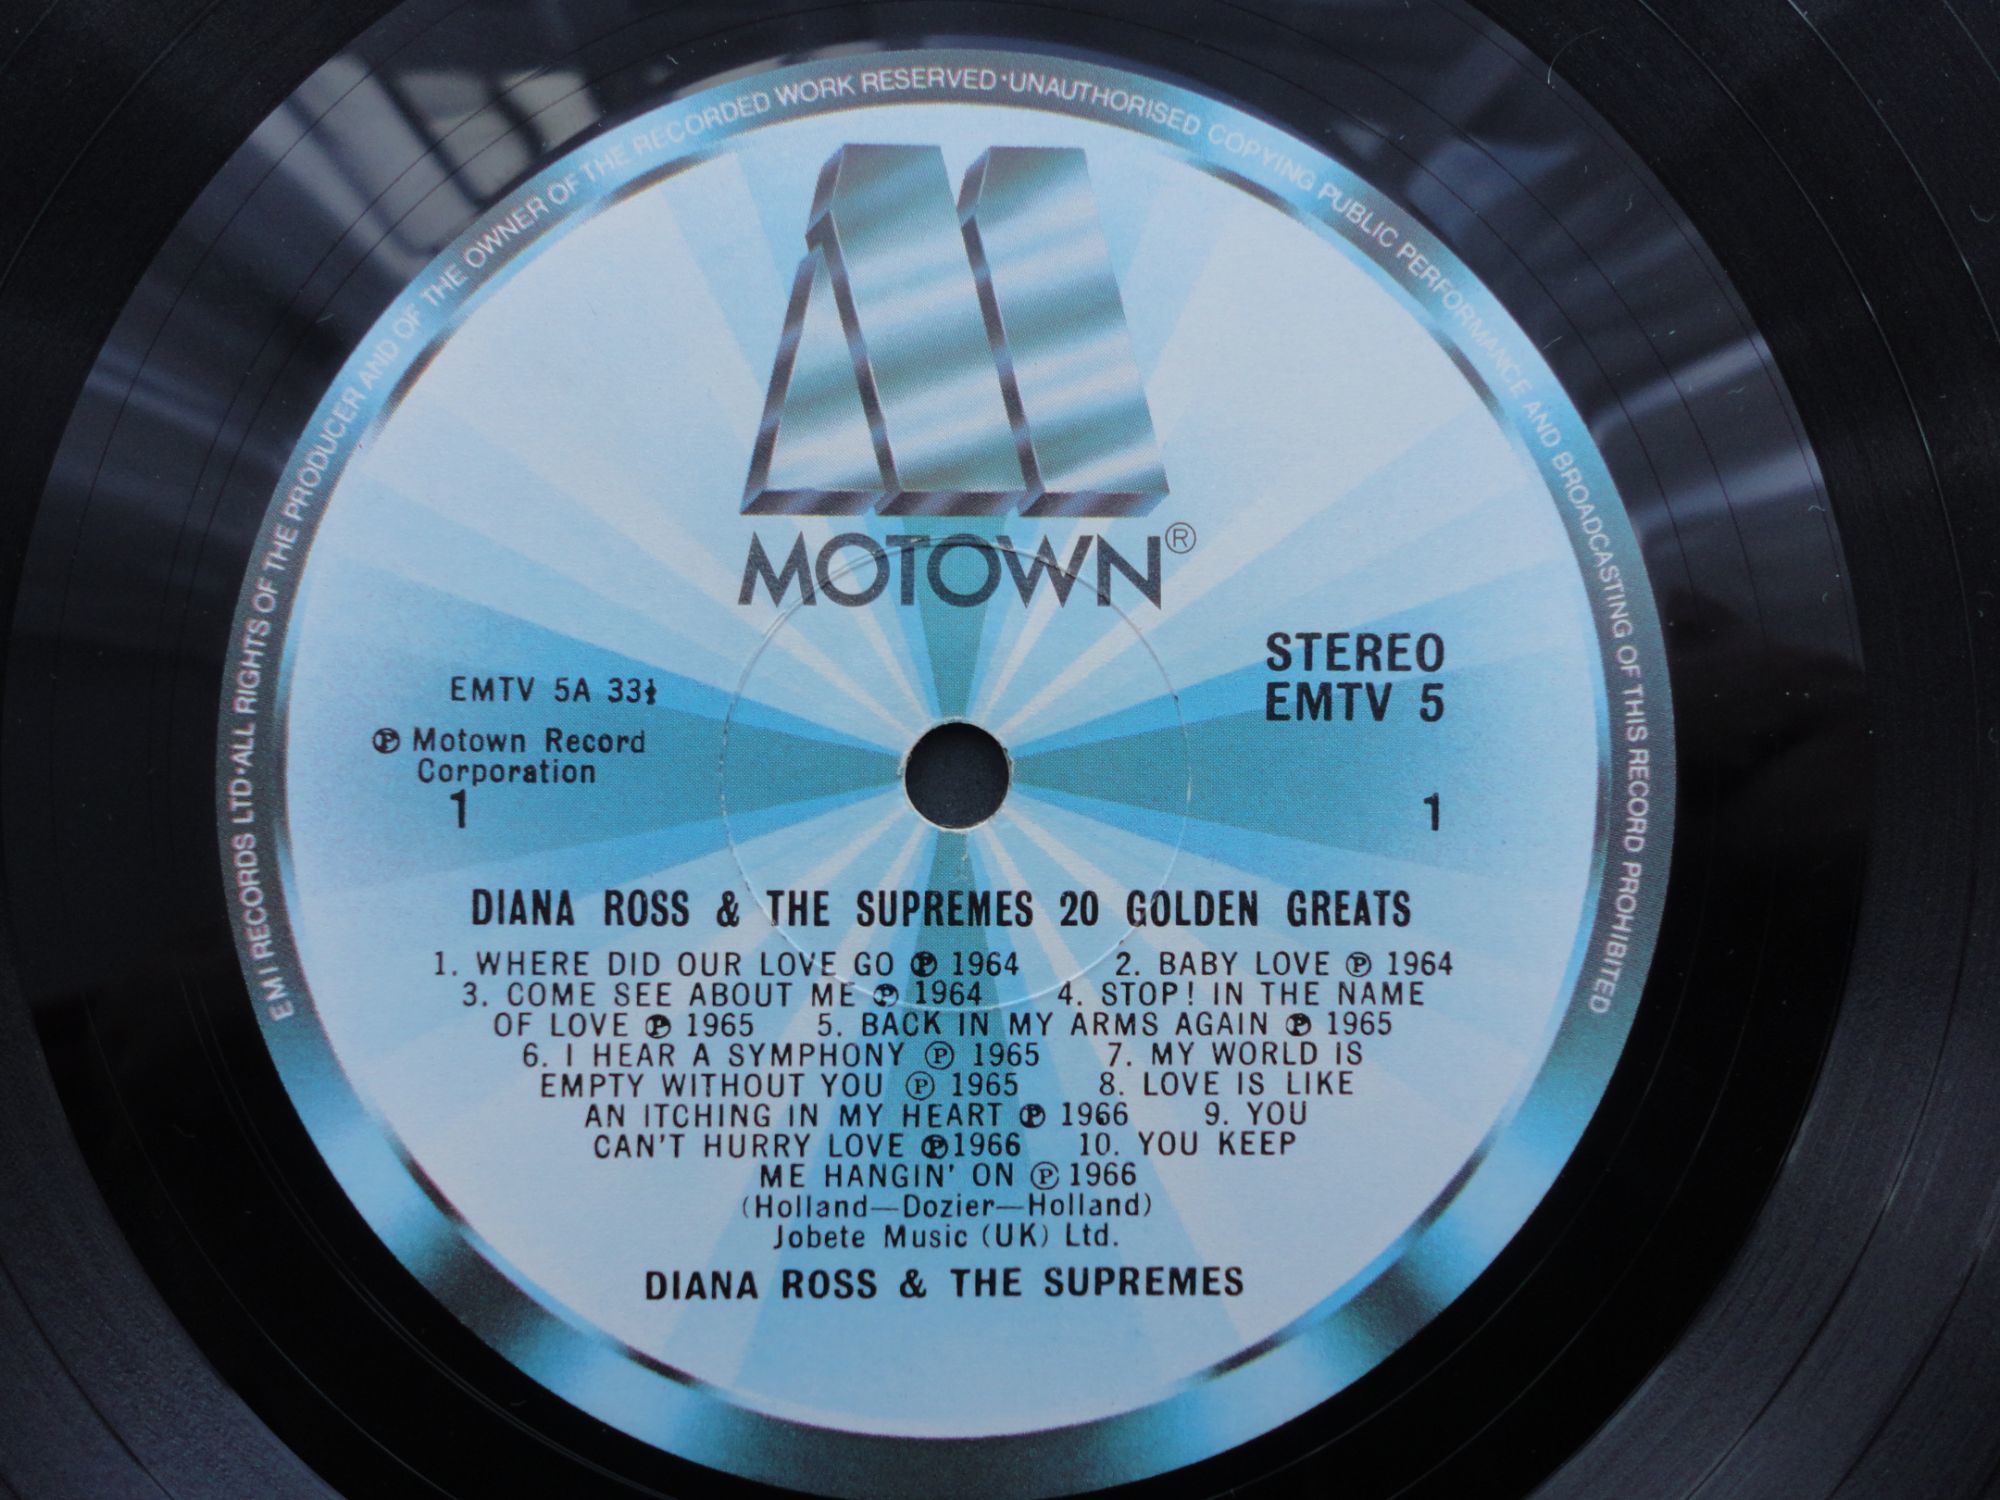 EMI RECORDS LTD·ALL RIGHTS OF THE PRODUCER AND OF THE OWNER OF THE RECORDED WORK RESERVED·UNAUTHORISED COPYING PUBLIC PERFORMANCE AND BROADCASTING OF THIS RECORD PROHIBITED
MOTOWN®
STEREO
EMTV 5
EMTV 5A 33⅓
℗ Motown Record
Corporation
1
1
DIANA ROSS & THE SUPREMES 20 GOLDEN GREATS
1. WHERE DID OUR LOVE GO ℗ 1964 2. BABY LOVE ℗ 1964
3. COME SEE ABOUT ME ℗ 1964 4. STOP! IN THE NAME
OF LOVE ℗ 1965 5. BACK IN MY ARMS AGAIN ℗ 1965
6. I HEAR A SYMPHONY ℗ 1965 7. MY WORLD IS
EMPTY WITHOUT YOU ℗ 1965 8. LOVE IS LIKE
AN ITCHING IN MY HEART ℗ 1966 9. YOU
CAN'T HURRY LOVE ℗1966 10. YOU KEEP
ME HANGIN' ON ℗ 1966
(Holland—Dozier—Holland)
Jobete Music (UK) Ltd.
DIANA ROSS & THE SUPREMES